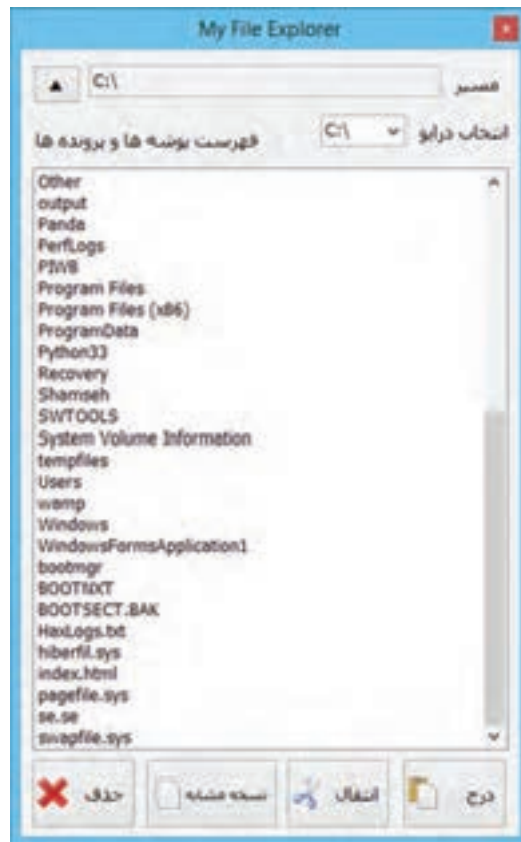 My File Explorer
مسیر C:\
انتخاب درایو C:\ فهرست پوشه ها و پرونده ها
Other
output
Panda
PerfLogs
PIWB
Program Files
Program Files (x86)
ProgramData
Python33
Recovery
Shamseh
SWTOOLS
System Volume Information
tempfiles
Users
wamp
Windows
WindowsFormsApplication1
bootmgr
BOOTNXT
BOOTSECT.BAK
HaxLogs.txt
hiberfil.sys
index.html
pagefile.sys
se.se
swapfile.sys
درج انتقال نسخه مشابه حذف